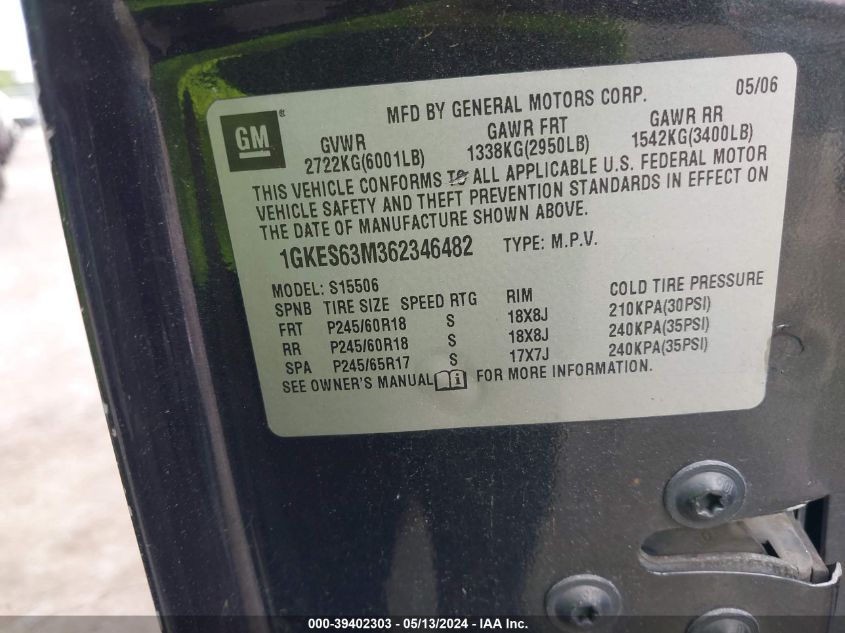 MFD BY GENERAL MOTORS CORP. 05/06
GM®
GVWR GAWR FRT GAWR RR
2722KG(6001LB) 1338KG(2950LB) 1542KG(3400LB)
THIS VEHICLE CONFORMS TO ALL APPLICABLE U.S. FEDERAL MOTOR
VEHICLE SAFETY AND THEFT PREVENTION STANDARDS IN EFFECT ON
THE DATE OF MANUFACTURE SHOWN ABOVE.
1GKES63M362346482 TYPE: M.P.V.
MODEL: S15506
SPNB TIRE SIZE SPEED RTG RIM COLD TIRE PRESSURE
FRT P245/60R18 S 18X8J 210KPA(30PSI)
RR P245/60R18 S 18X8J 240KPA(35PSI)
SPA P245/65R17 S 17X7J 240KPA(35PSI)
SEE OWNER'S MANUAL i FOR MORE INFORMATION.
000-39402303 - 05/13/2024 - IAA Inc.